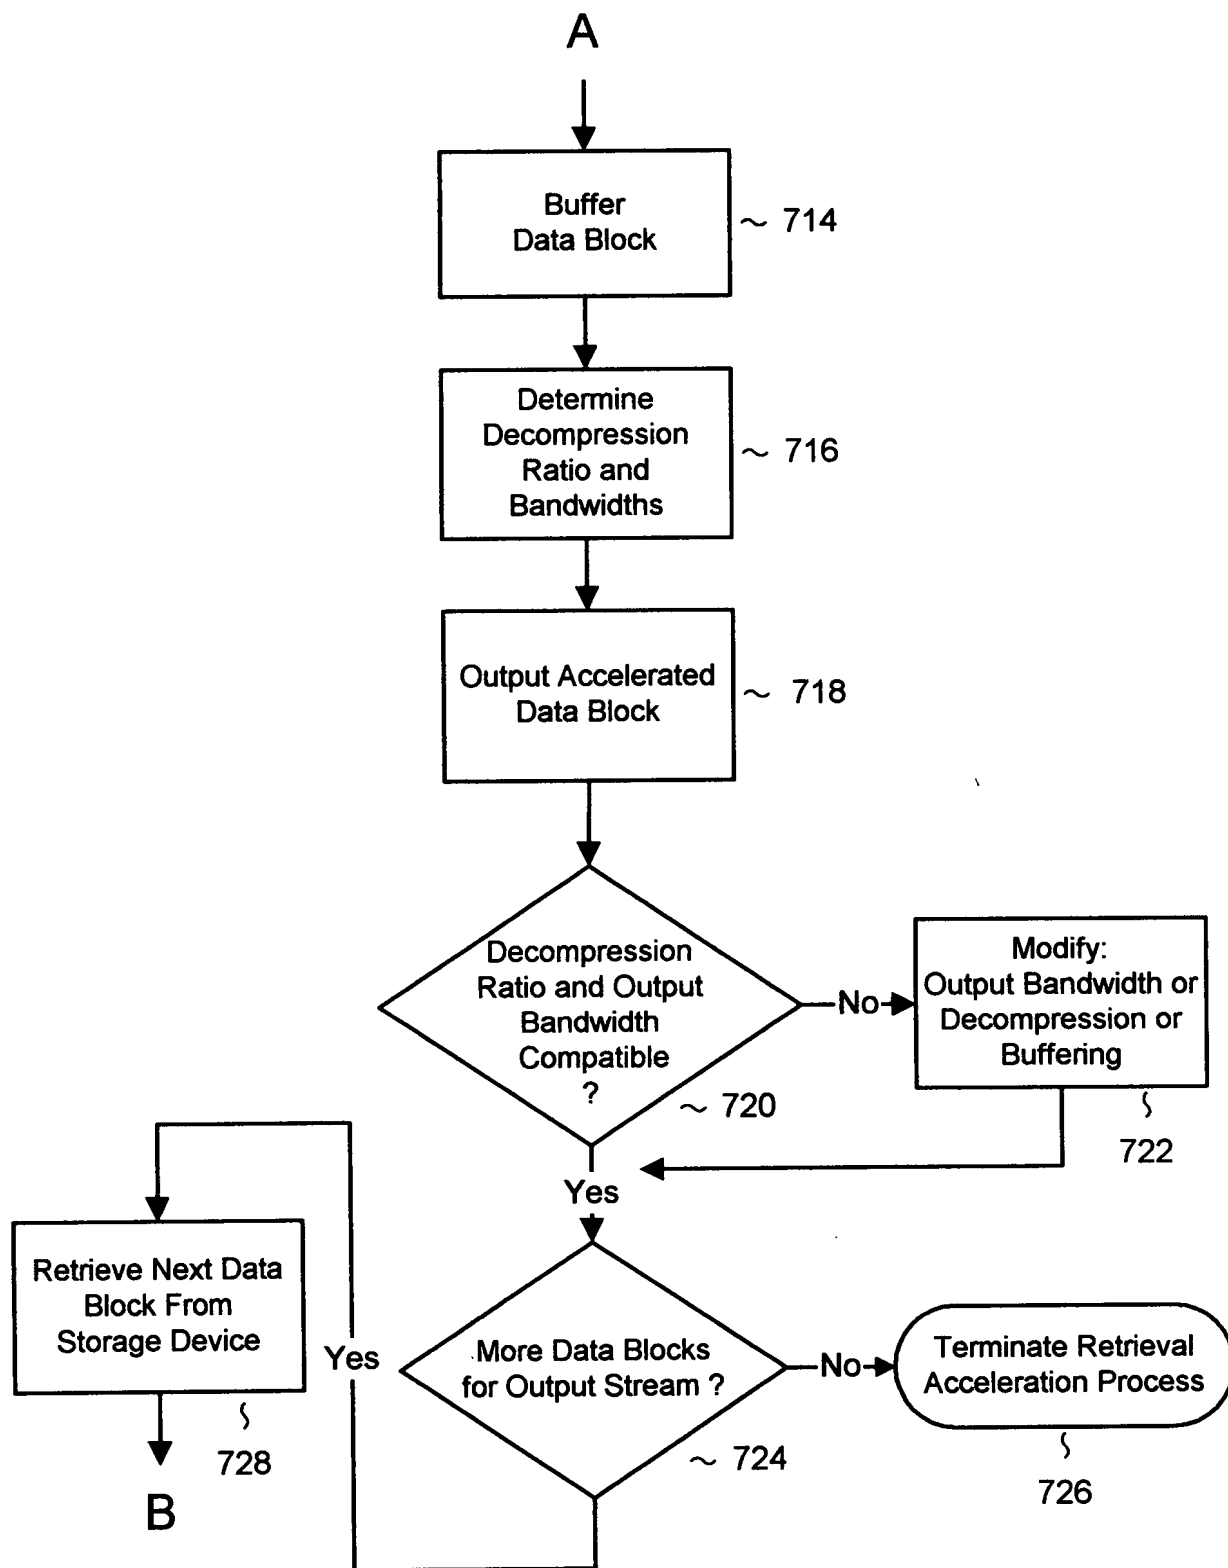 A
Buffer
Data Block
~ 714
Determine
Decompression
Ratio and
Bandwidths
~ 716
Output Accelerated
Data Block
~ 718
Decompression
Ratio and Output
Bandwidth
Compatible
?
~ 720
No
Modify:
Output Bandwidth or
Decompression or
Buffering
722
Yes
Retrieve Next Data
Block From
Storage Device
728
B
Yes
More Data Blocks
for Output Stream ?
~ 724
No
Terminate Retrieval
Acceleration Process
726